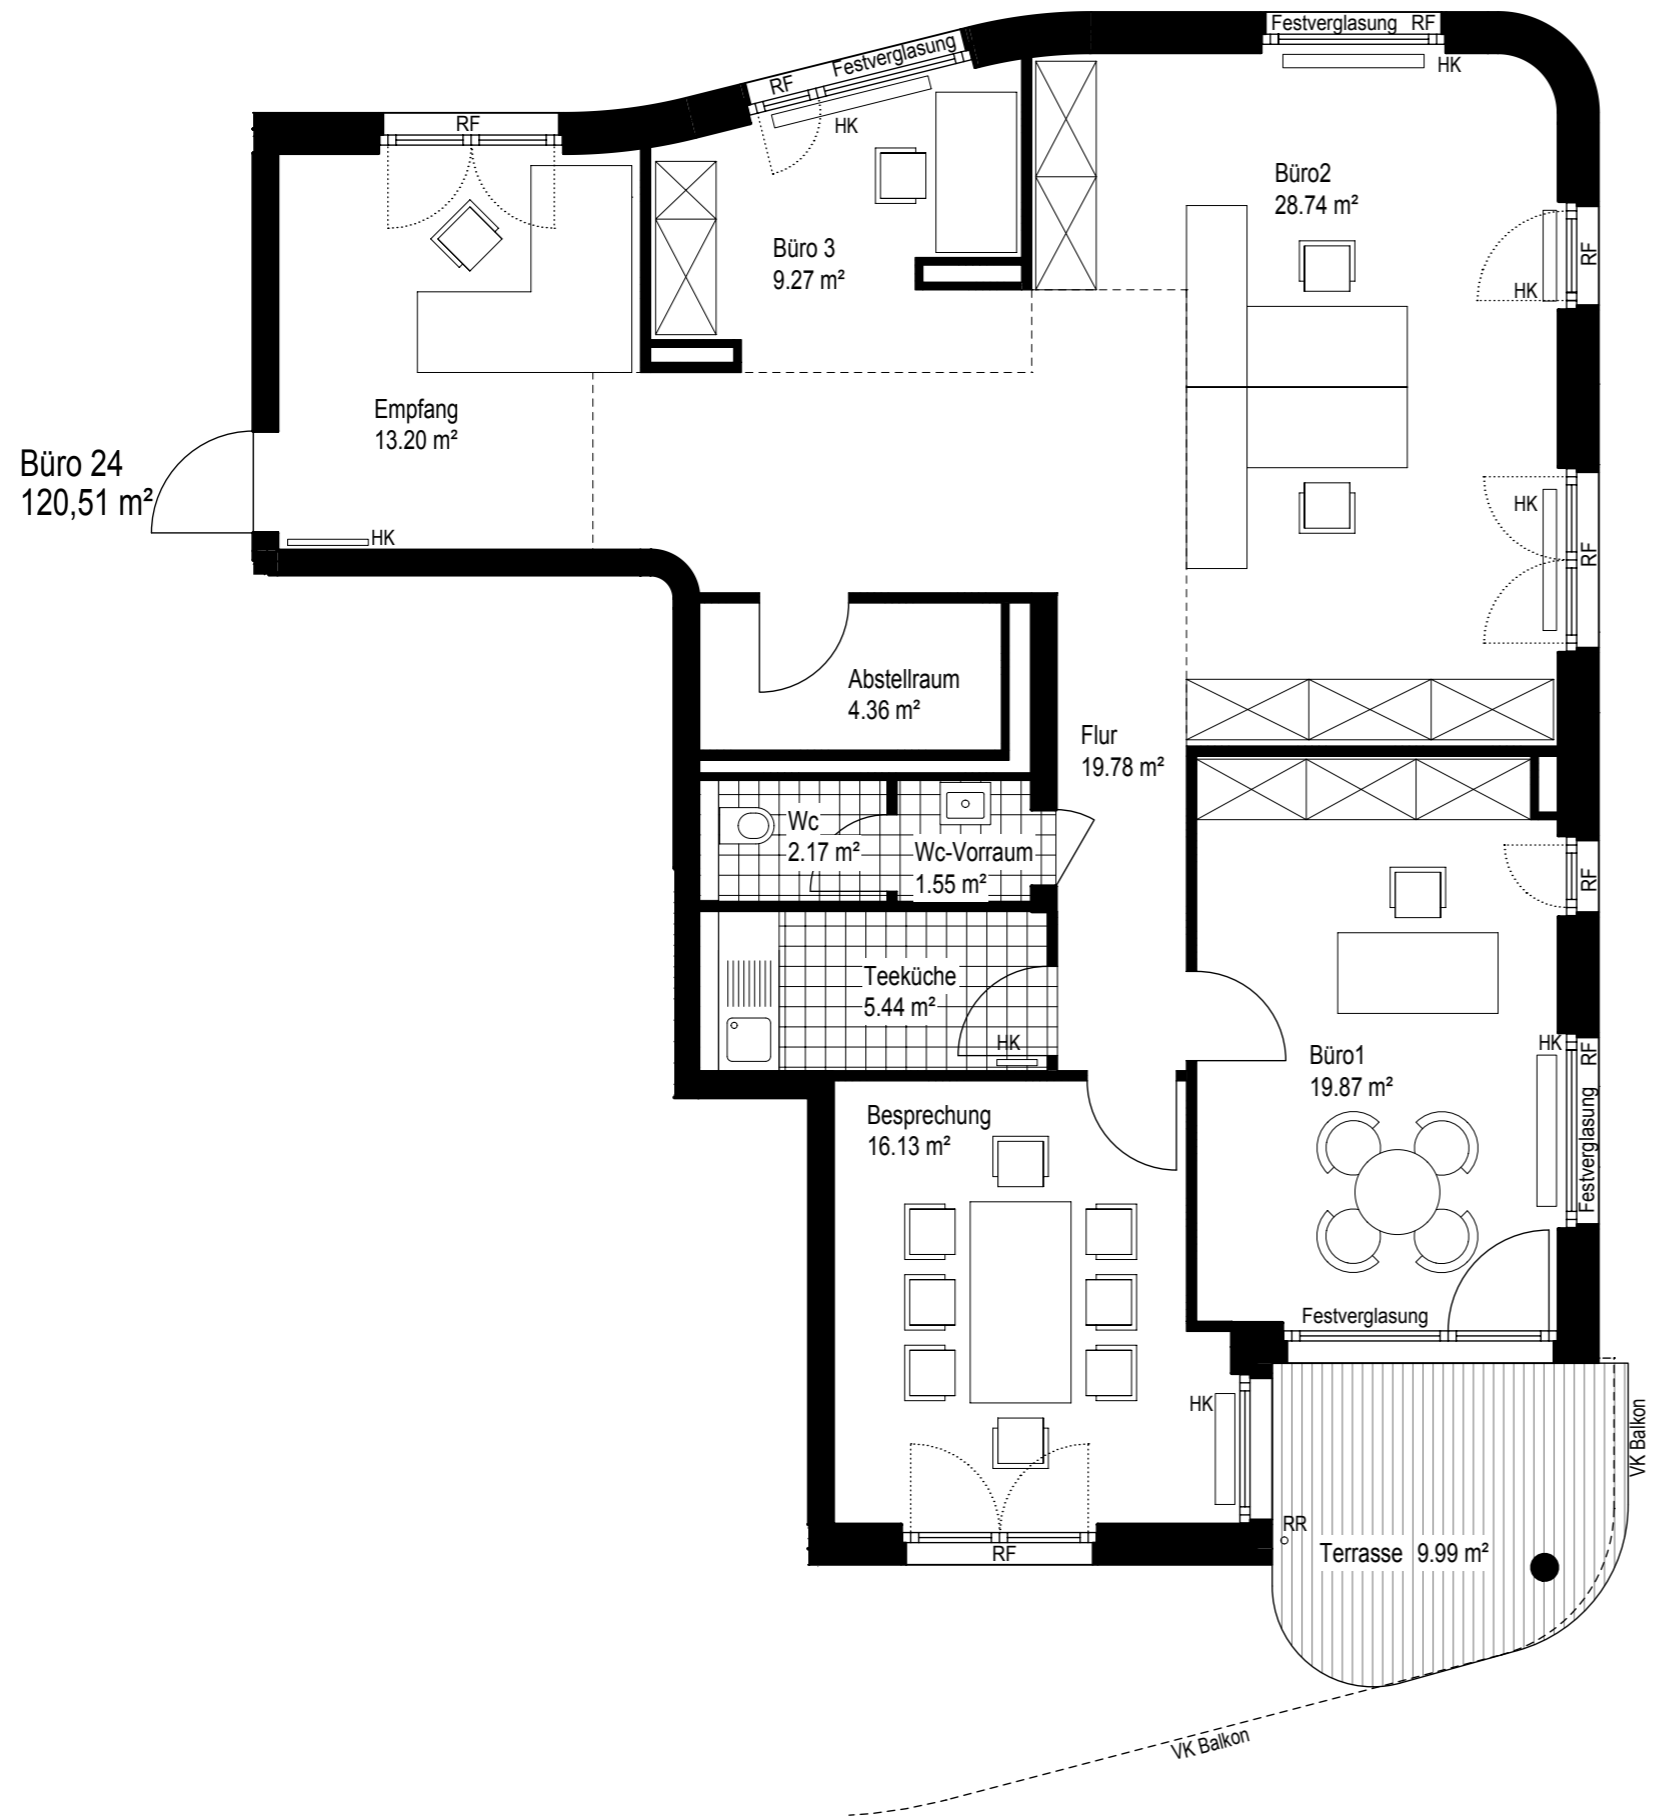 Festverglasung RF
HK
RF Festverglasung
HK
RF
Büro2
28.74 m²
Büro 3
9.27 m²
RF
HK
Empfang
13.20 m²
Büro 24
120,51 m²
HK
HK
RF
Abstellraum
4.36 m²
Flur
19.78 m²
Wc
2.17 m²
Wc-Vorraum
1.55 m²
RF
Teeküche
5.44 m²
HK
HK
RF
Festverglasung
Büro1
19.87 m²
Besprechung
16.13 m²
Festverglasung
HK
VK Balkon
RR
RF
Terrasse 9.99 m²
VK Balkon